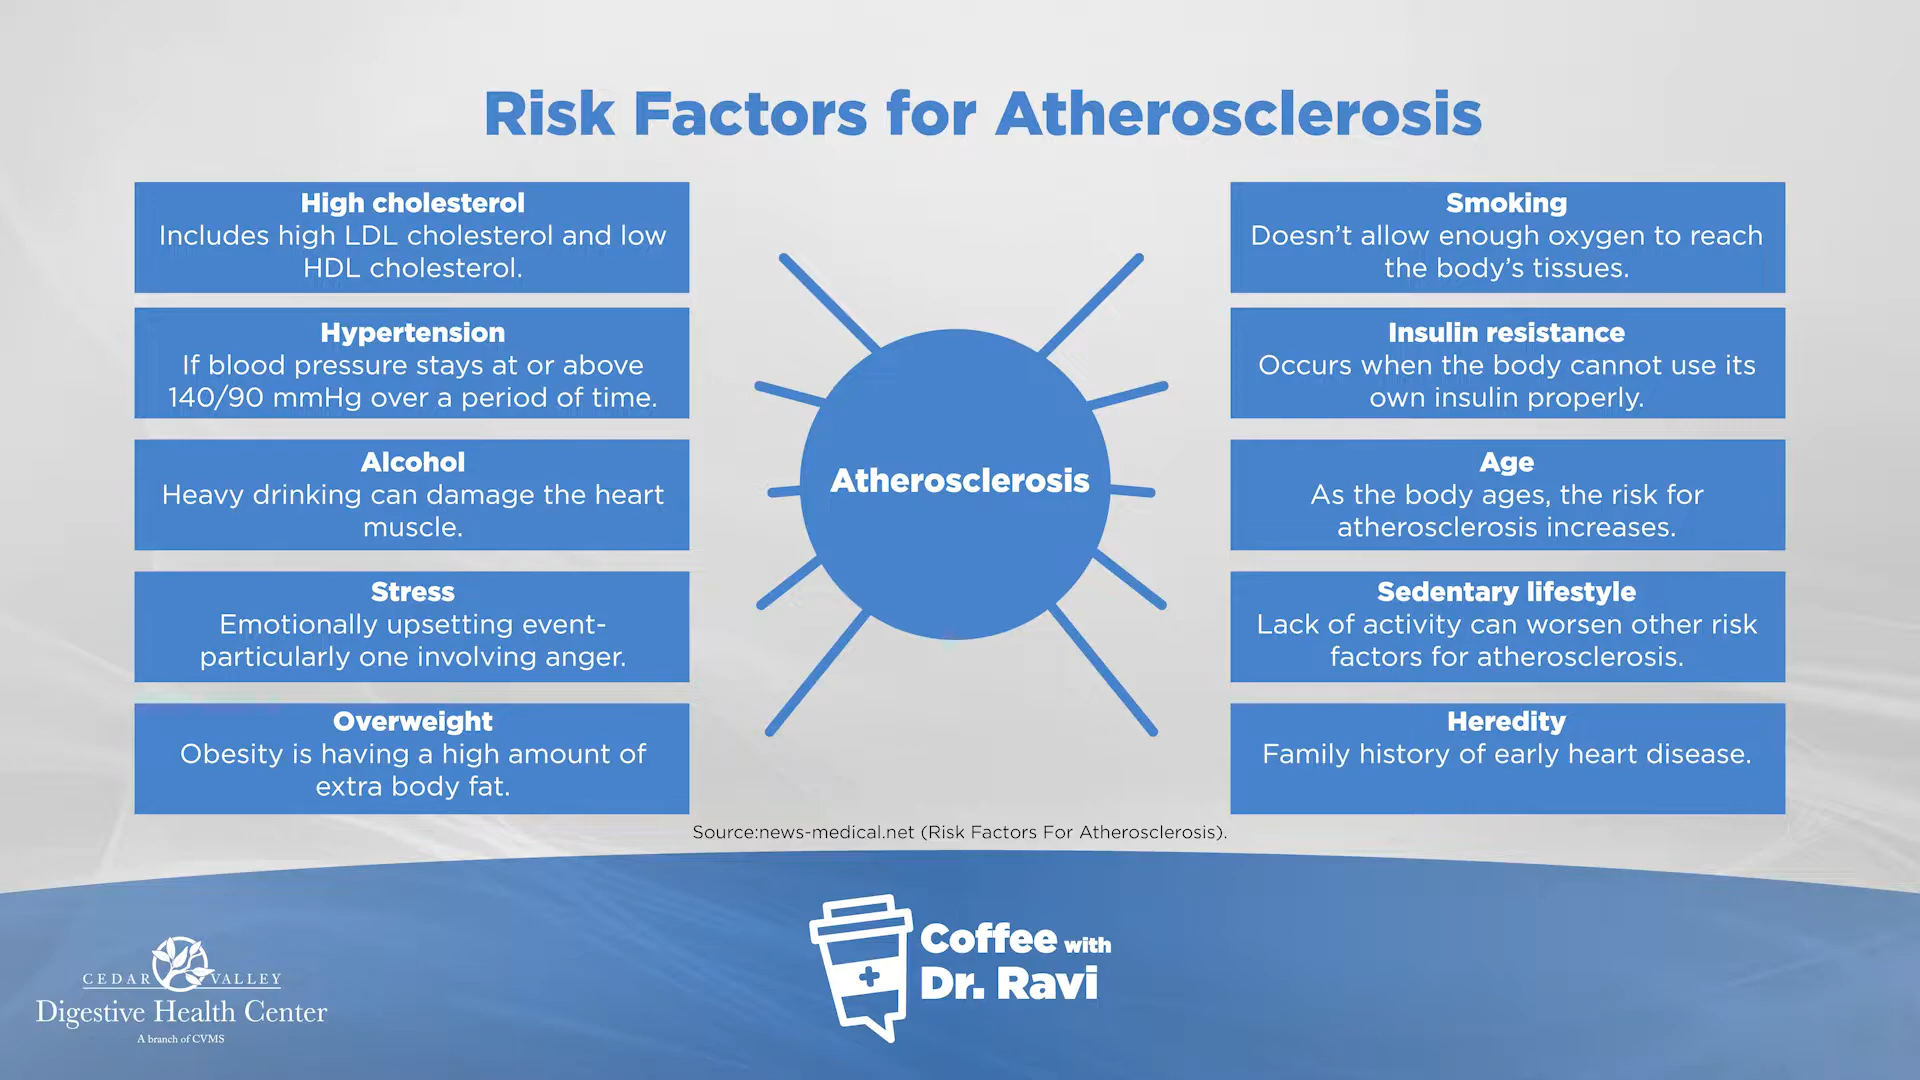 Risk Factors for Atherosclerosis
High cholesterol
Includes high LDL cholesterol and low
HDL cholesterol.
Hypertension
If blood pressure stays at or above
140/90 mmHg over a period of time.
Alcohol
Heavy drinking can damage the heart
muscle.
Stress
Emotionally upsetting event-
particularly one involving anger.
Overweight
Obesity is having a high amount of
extra body fat.
Atherosclerosis
Smoking
Doesn't allow enough oxygen to reach
the body's tissues.
Insulin resistance
Occurs when the body cannot use its
own insulin properly.
Age
As the body ages, the risk for
atherosclerosis increases.
Sedentary lifestyle
Lack of activity can worsen other risk
factors for atherosclerosis.
Heredity
Family history of early heart disease.
Source:news-medical.net (Risk Factors For Atherosclerosis).
CEDAR VALLEY
Digestive Health Center
A branch of CVMS
Coffee with
Dr. Ravi